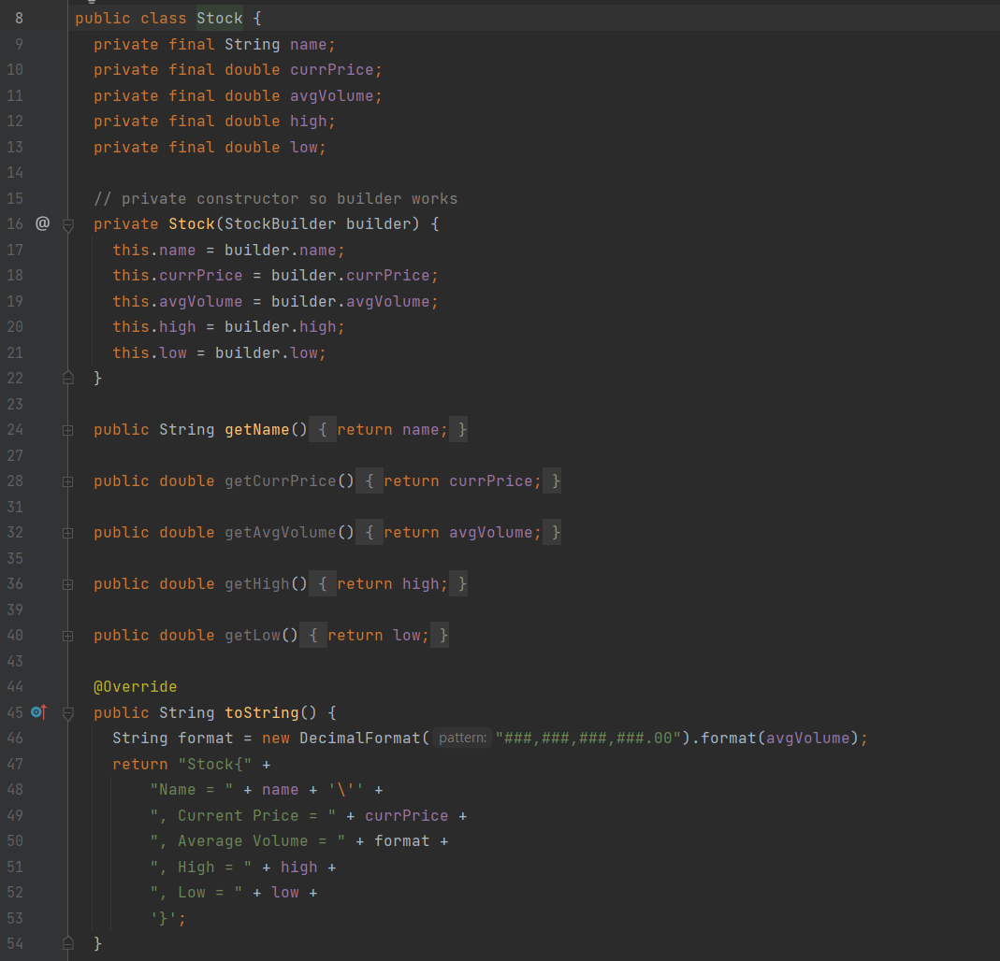 8 public class Stock {
9 private final String name;
10 private final double currPrice;
11 private final double avgVolume;
12 private final double high;
13 private final double low;
14
15 // private constructor so builder works
16 @ private Stock(StockBuilder builder) {
17 this.name = builder.name;
18 this.currPrice = builder.currPrice;
19 this.avgVolume = builder.avgVolume;
20 this.high = builder.high;
21 this.low = builder.low;
22 }
23
24 public String getName() { return name; }
27
28 public double getCurrPrice() { return currPrice; }
31
32 public double getAvgVolume() { return avgVolume; }
35
36 public double getHigh() { return high; }
39
40 public double getLow() { return low; }
43
44 @Override
45 public String toString() {
46 String format = new DecimalFormat( pattern: "###,###,###,###.00").format(avgVolume);
47 return "Stock{" +
48 "Name = " + name + '\'' +
49 ", Current Price = " + currPrice +
50 ", Average Volume = " + format +
51 ", High = " + high +
52 ", Low = " + low +
53 '}';
54 }